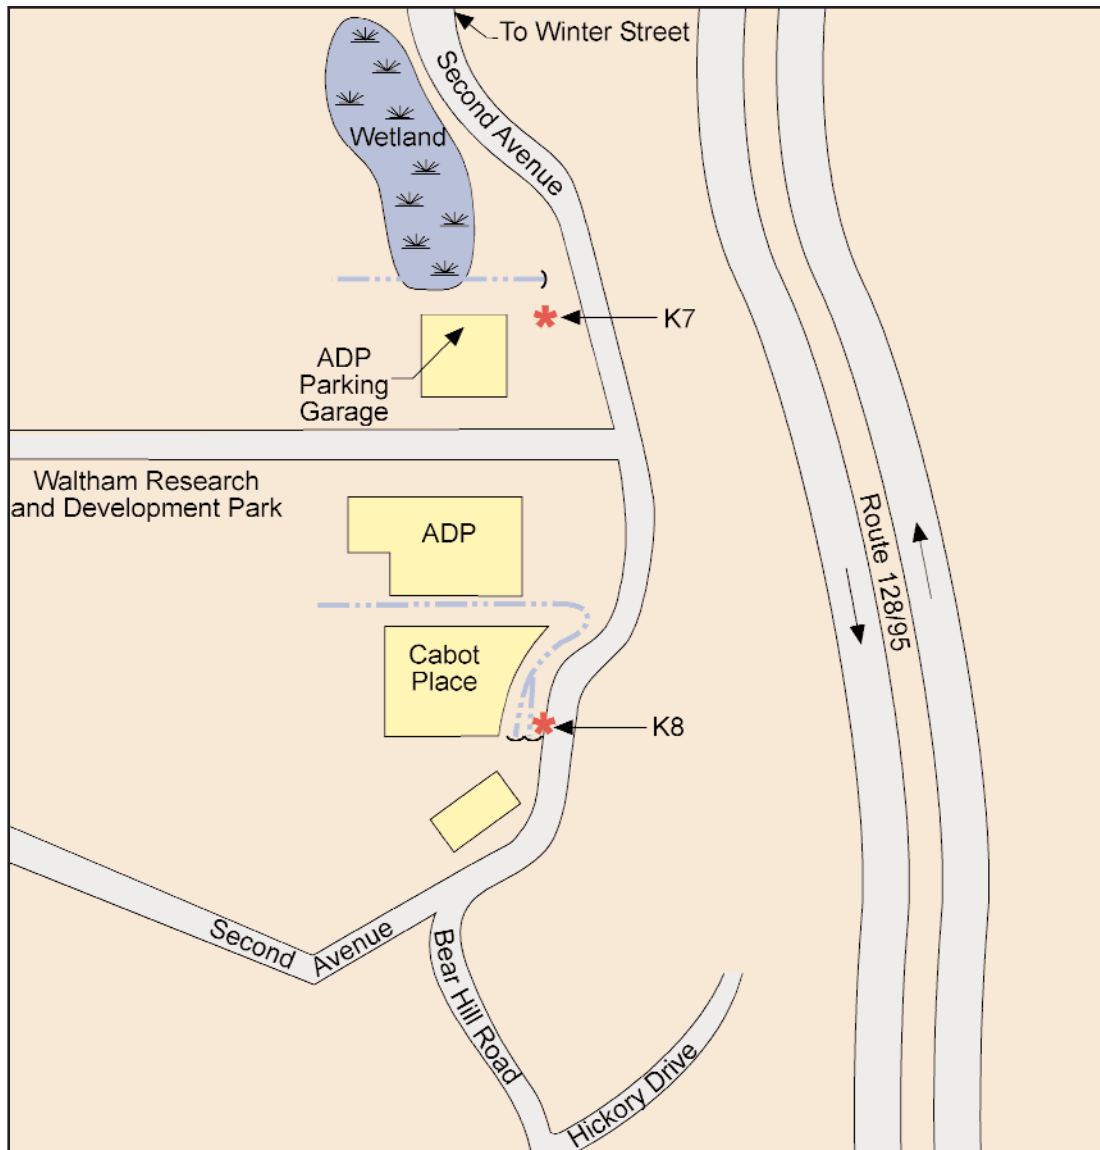 To Winter Street
Second Avenue
Wetland
K7
ADP
Parking
Garage
Waltham Research
and Development Park
ADP
Route 128/95
Cabot
Place
K8
Second Avenue
Bear Hill Road
Hickory Drive